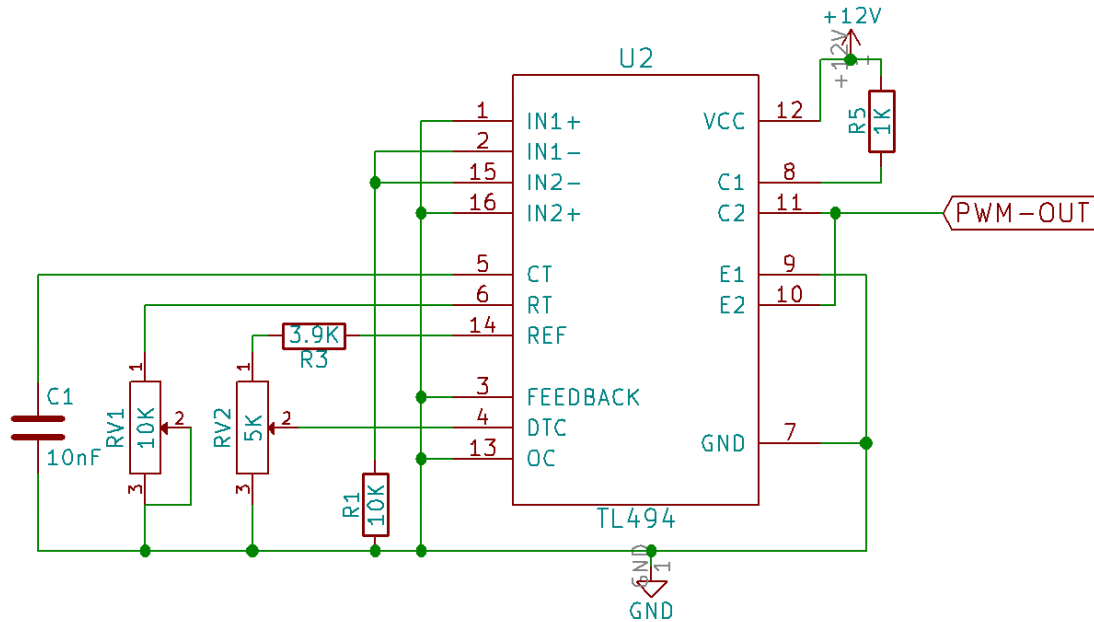 +12V
+12V
1
U2
1
IN1+
VCC
12
2
IN1-
R5
1K
15
IN2-
C1
8
16
IN2+
C2
11
PWM-OUT
5
CT
E1
9
6
RT
E2
10
14
REF
3.9K
R3
1
1
3
FEEDBACK
C1
10nF
RV1
10K
2
RV2
5K
2
4
DTC
GND
7
13
OC
3
3
R1
10K
TL494
GND
1
GND